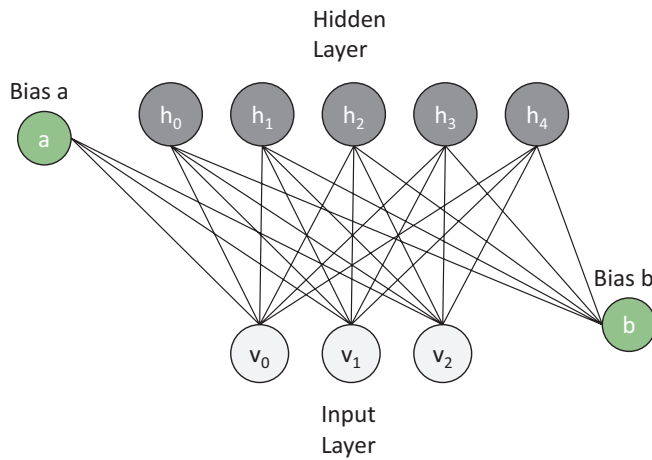 Hidden
Layer
Bias a
h0 h1 h2 h3 h4
a
Bias b
b
v0 v1 v2
Input
Layer